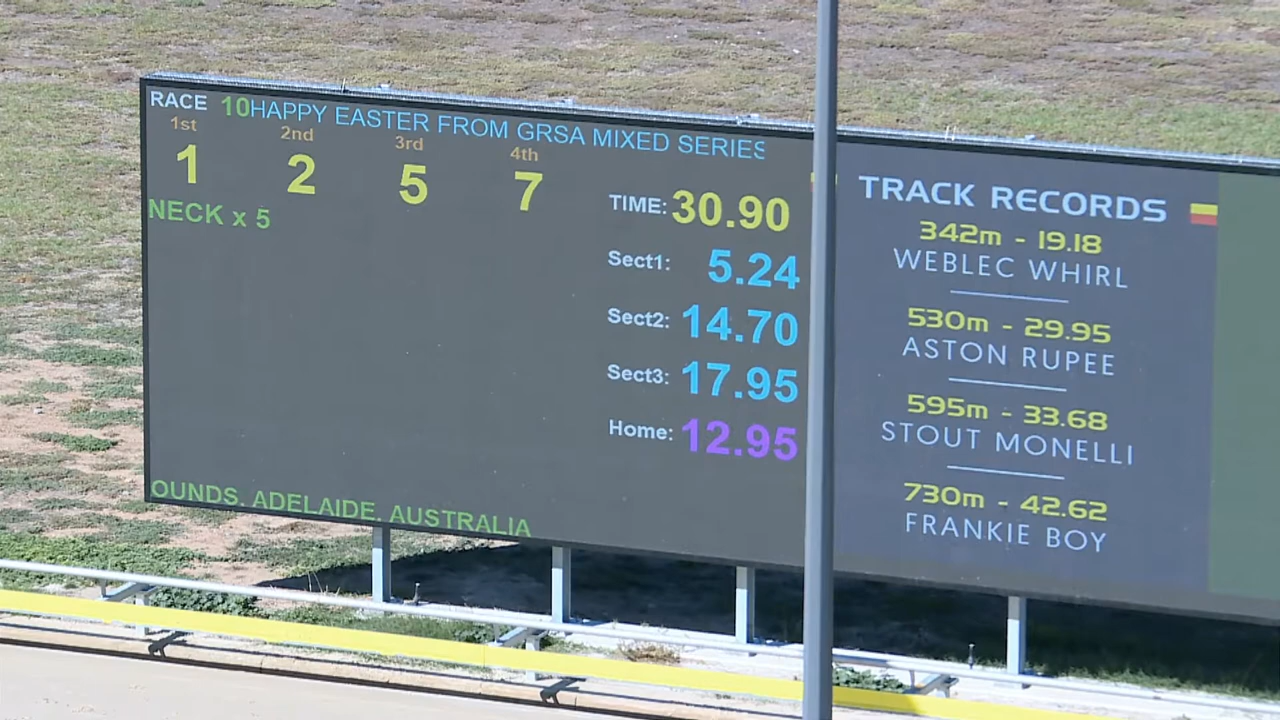 RACE 10HAPPY EASTER FROM GRSA MIXED SERIES
1st 2nd 3rd 4th
1 2 5 7
NECK x 5
TIME: 30.90
Sect1: 5.24
Sect2: 14.70
Sect3: 17.95
Home: 12.95
OUNDS, ADELAIDE, AUSTRALIA
TRACK RECORDS
342m - 19.18
WEBLEC WHIRL
530m - 29.95
ASTON RUPEE
595m - 33.68
STOUT MONELLI
730m - 42.62
FRANKIE BOY